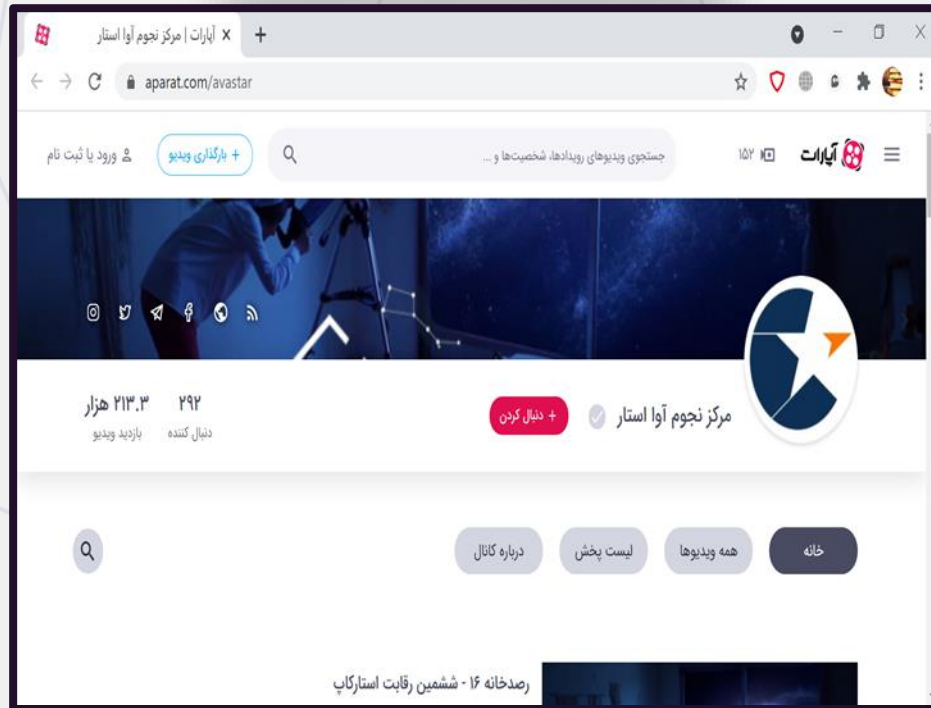 آپارات | مرکز نجوم آوا استار
aparat.com/avastar
آپارات
۱۵۲
جستجوی ویدیوهای رویدادها، شخصیت‌ها و ...
+ بارگذاری ویدیو
ورود یا ثبت نام
مرکز نجوم آوا استار
+ دنبال کردن
۲۹۲
دنبال کننده
۲۱۳.۳ هزار
بازدید ویدیو
خانه
همه ویدیوها
لیست پخش
درباره کانال
رصدخانه ۱۶ - ششمین رقابت استارکاپ